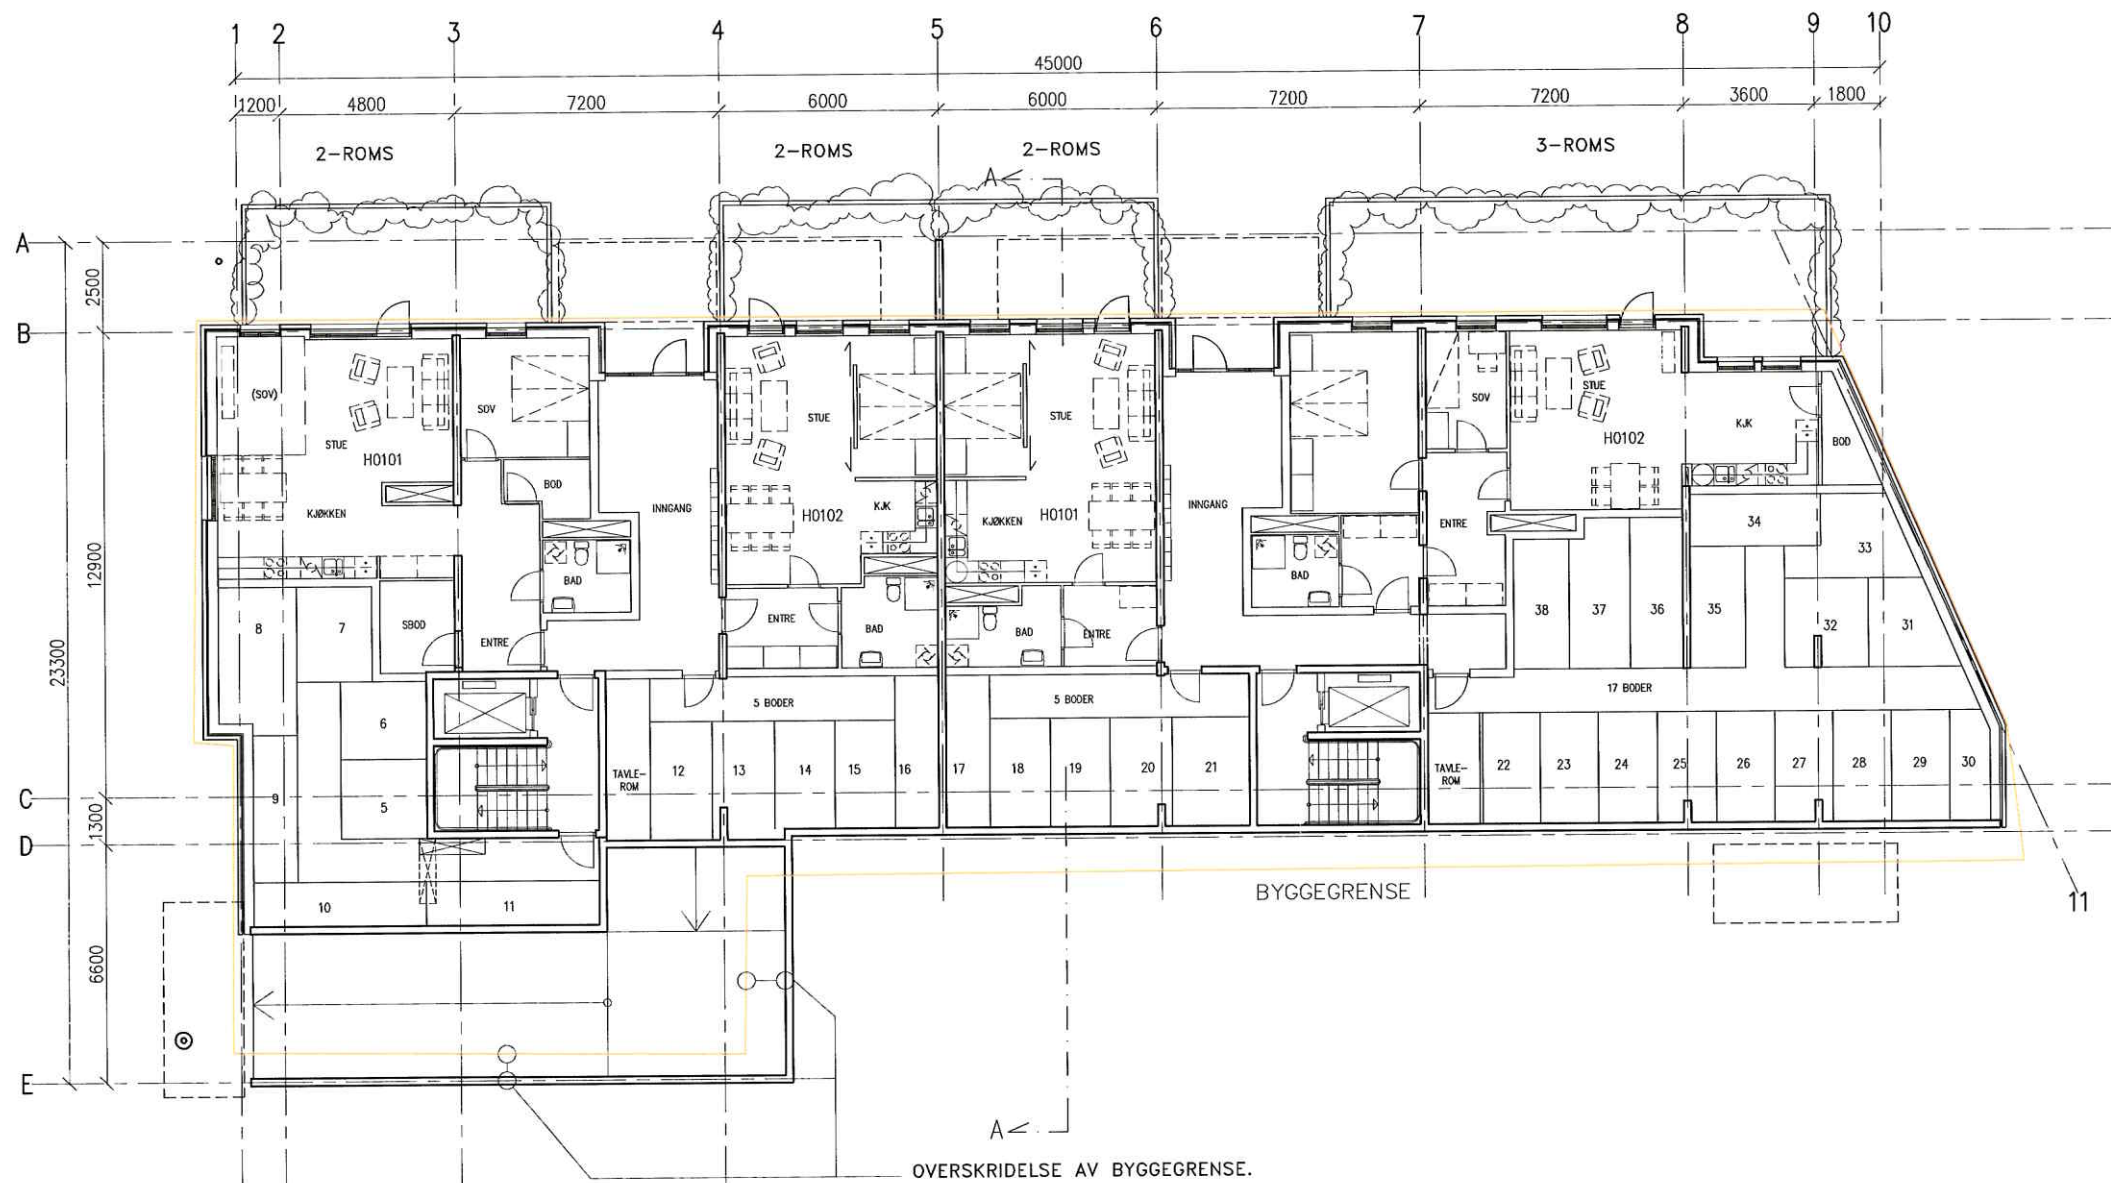 1 2 3 4 5 6 7 8 9 10
45000
1200 4800 7200 6000 6000 7200 7200 3600 1800
2-ROMS 2-ROMS 2-ROMS 3-ROMS
A
A
2500
B
(SOV)
STUE
H0101
KJØKKEN
SOV
BOD
BAD
ENTRE
SBOD
INNGANG
STUE
H0102
KJK
ENTRE
BAD
STUE
KJØKKEN
H0101
BAD
ENTRE
INNGANG
BAD
SOV
STUE
H0102
KJK
BOD
ENTRE
12900
23300
34
33
38 37 36 35
32 31
8 7
6
5
9
10 11
5 BODER
5 BODER
17 BODER
TAVLE-
ROM
12 13 14 15 16 17 18 19 20 21
TAVLE-
ROM
22 23 24 25 26 27 28 29 30
C
1300
D
BYGGEGRENSE
11
6600
E
A
OVERSKRIDELSE AV BYGGEGRENSE.